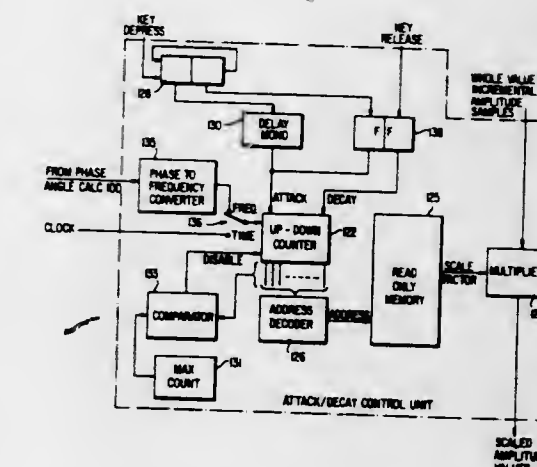 KEY
DEPRESS
KEY
RELEASE
WHOLE VALUE
INCREMENTAL
AMPLITUDE
SAMPLES
128
130
DELAY
MONO
F F
138
135
FROM PHASE
ANGLE CALC 100
PHASE TO
FREQUENCY
CONVERTER
ATTACK
DECAY
125
136
FREQ.
CLOCK
TIME
UP-DOWN
COUNTER
122
DISABLE
READ
ONLY
MEMORY
SCALE
FACTOR
MULTIPLIE
133
COMPARATOR
ADDRESS
DECODER
ADDRESS
126
MAX
COUNT
131
ATTACK/DECAY CONTROL UNIT
SCALED
AMPLITU
VALUES